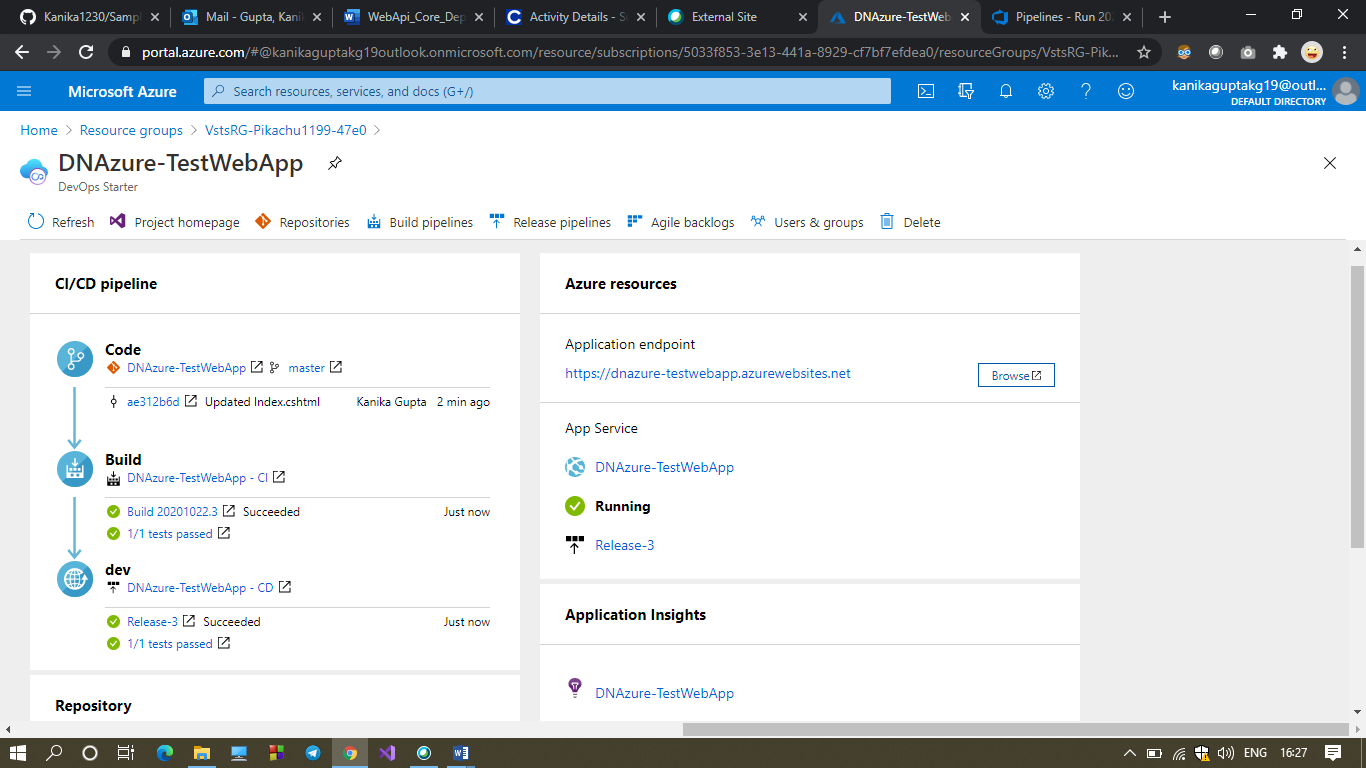 Kanika1230/Sampl
Mail - Gupta, Kanik
WebApi_Core_Dep
Activity Details - S
External Site
DNAzure-TestWeb
Pipelines - Run 202
portal.azure.com/#@kanikaguptakg19outlook.onmicrosoft.com/resource/subscriptions/5033f853-3e13-441a-8929-cf7bf7efdea0/resourceGroups/VstsRG-Pik...
Microsoft Azure
Search resources, services, and docs (G+/)
kanikaguptakg19@outl...
DEFAULT DIRECTORY
Home > Resource groups > VstsRG-Pikachu1199-47e0 >
DNAzure-TestWebApp
DevOps Starter
Refresh Project homepage Repositories Build pipelines Release pipelines Agile backlogs Users & groups Delete
CI/CD pipeline
Code
DNAzure-TestWebApp master
ae312b6d Updated Index.cshtml Kanika Gupta 2 min ago
Build
DNAzure-TestWebApp - CI
Build 20201022.3 Succeeded Just now
1/1 tests passed
dev
DNAzure-TestWebApp - CD
Release-3 Succeeded Just now
1/1 tests passed
Repository
Azure resources
Application endpoint
https://dnazure-testwebapp.azurewebsites.net
Browse
App Service
DNAzure-TestWebApp
Running
Release-3
Application Insights
DNAzure-TestWebApp
ENG 16:27